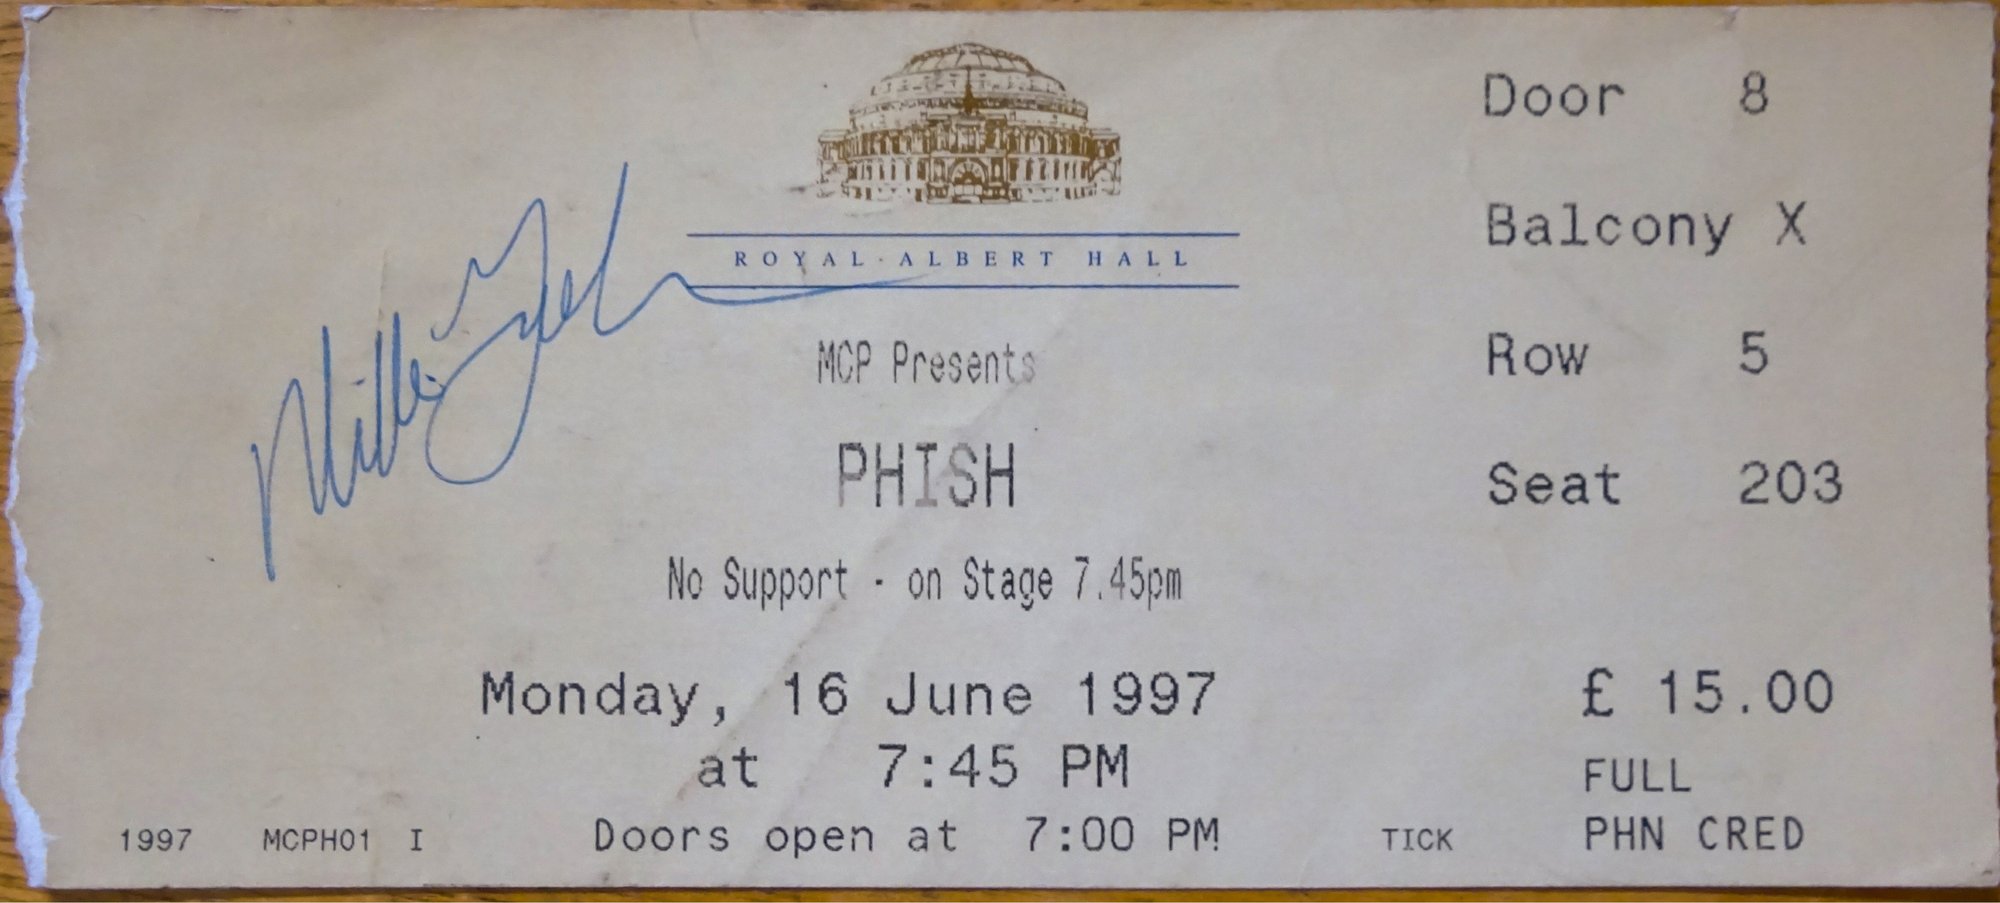 ROYAL ALBERT HALL
MCP Presents
PHISH
No Support - on Stage 7.45pm
Monday, 16 June 1997
at 7:45 PM
Doors open at 7:00 PM
1997 MCPH01 I
Door 8
Balcony X
Row 5
Seat 203
£ 15.00
FULL
TICK PHN CRED